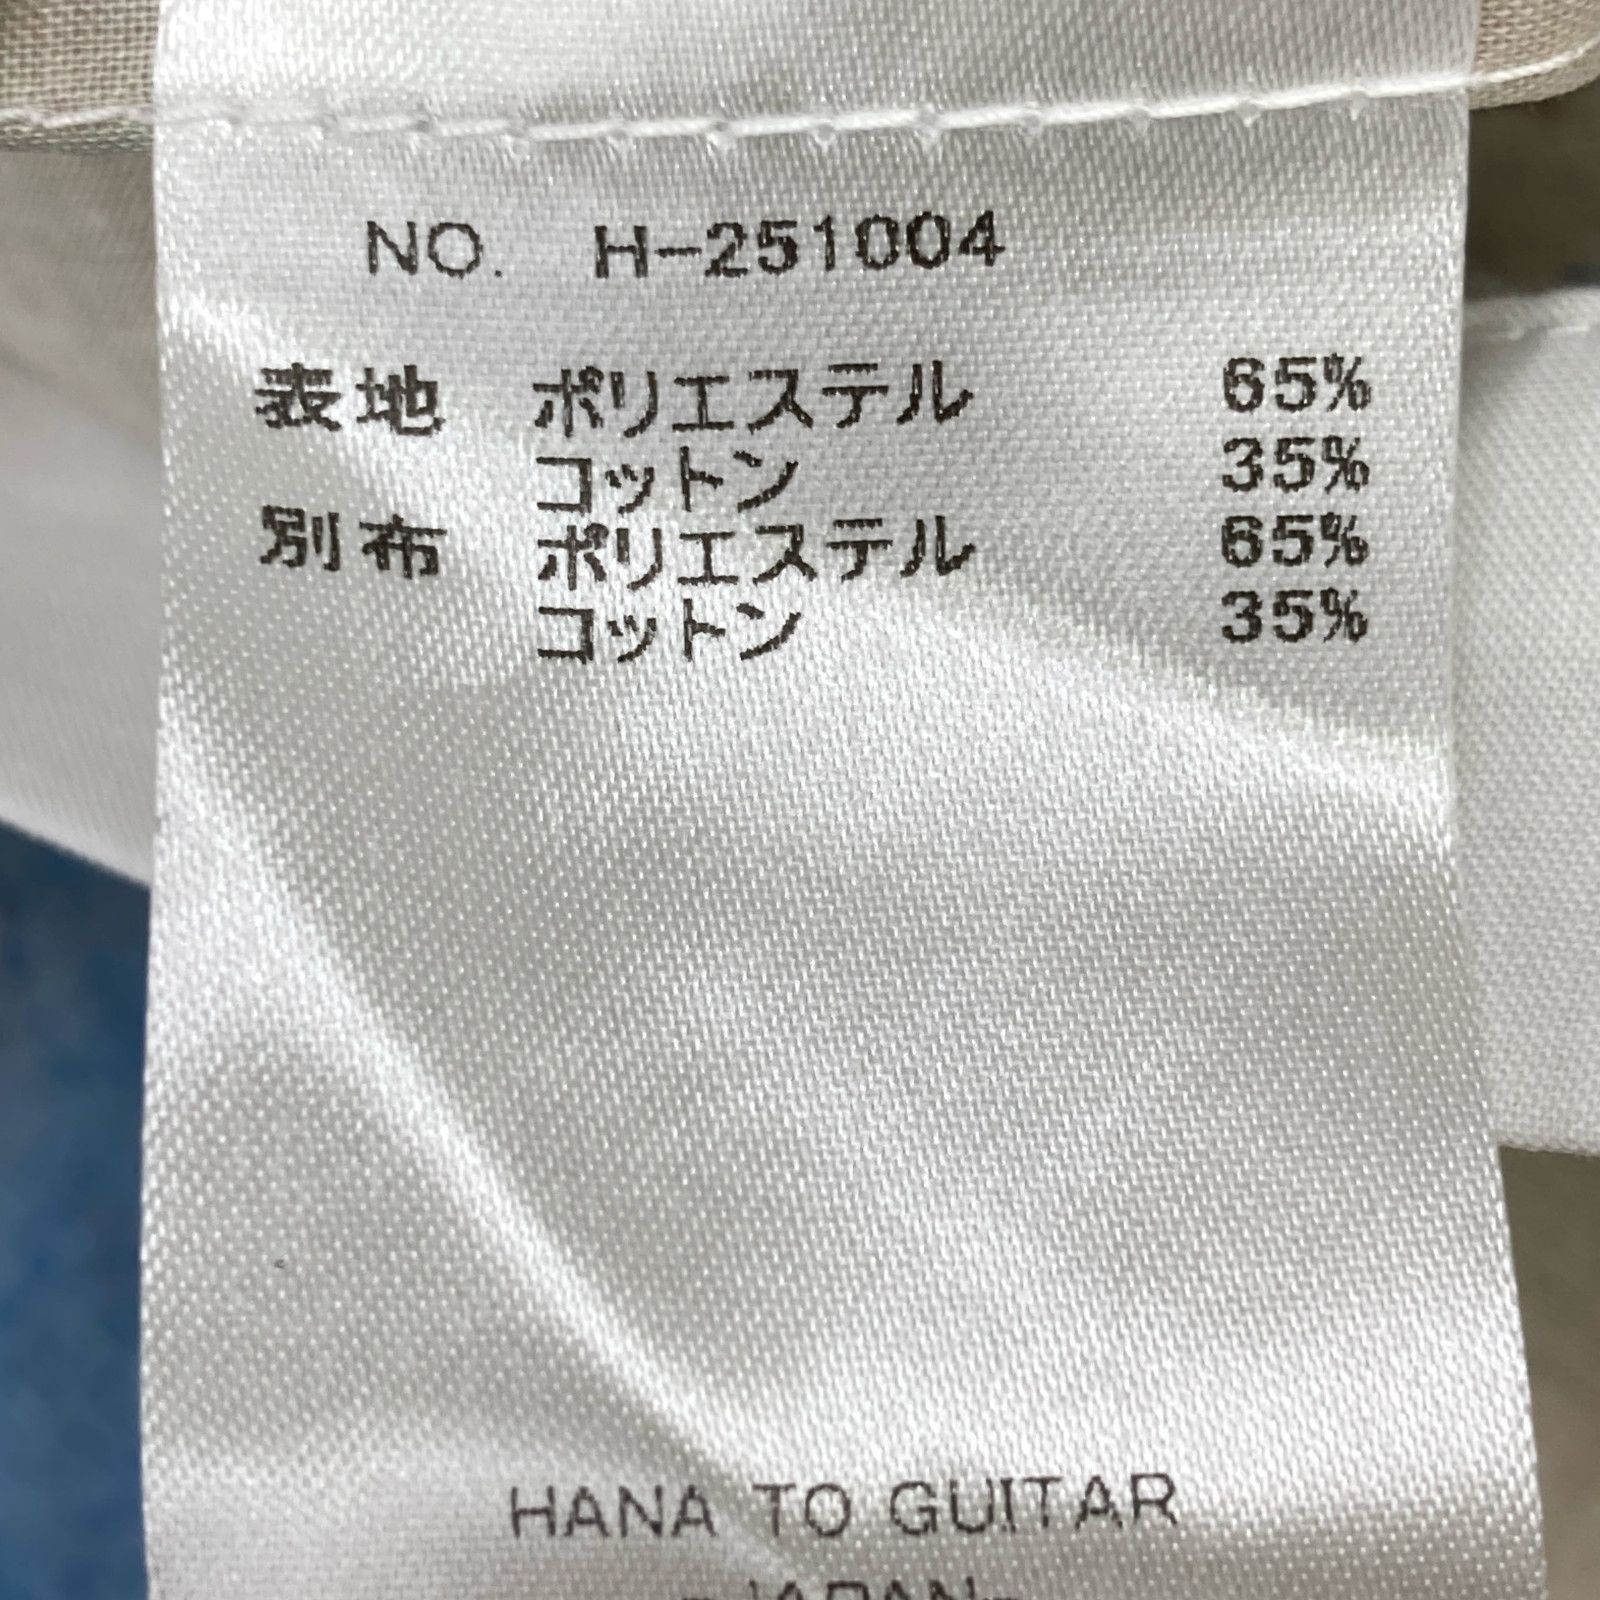 NO. H-251004
表地 ポリエステル 65%
コットン 35%
別布 ポリエステル 65%
コットン 35%
HANA TO GUITAR
-JAPAN-